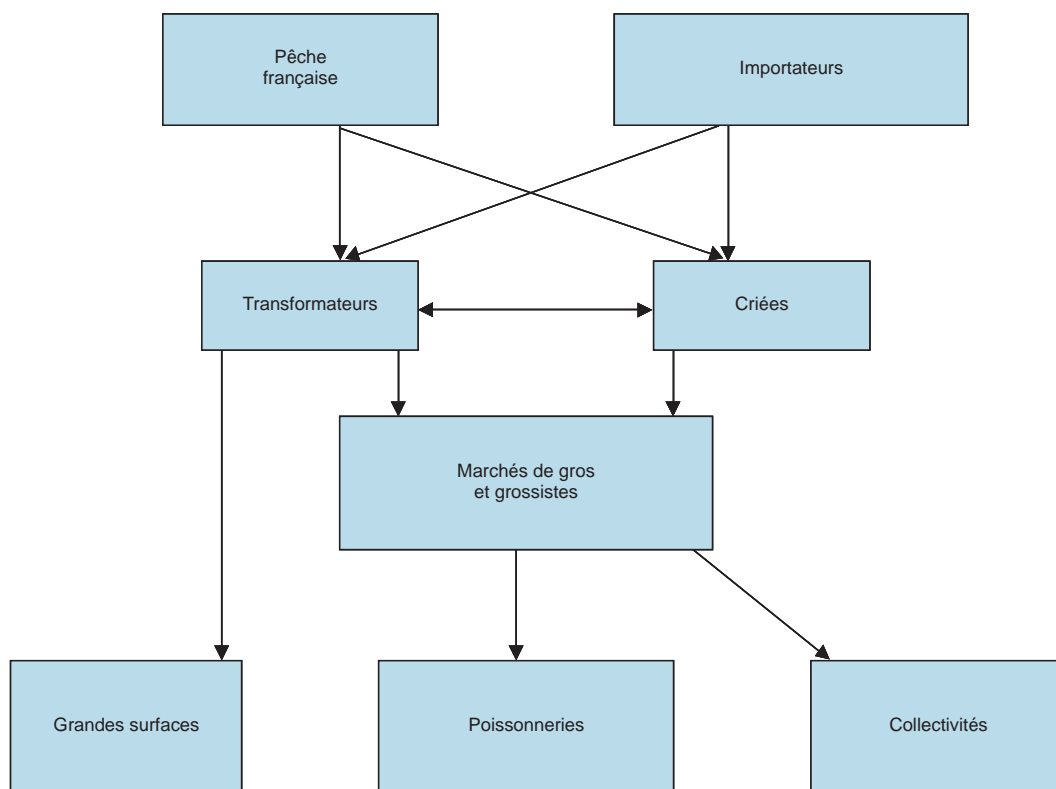 Pêche
française
Importateurs
Transformateurs
Criées
Marchés de gros
et grossistes
Grandes surfaces
Poissonneries
Collectivités